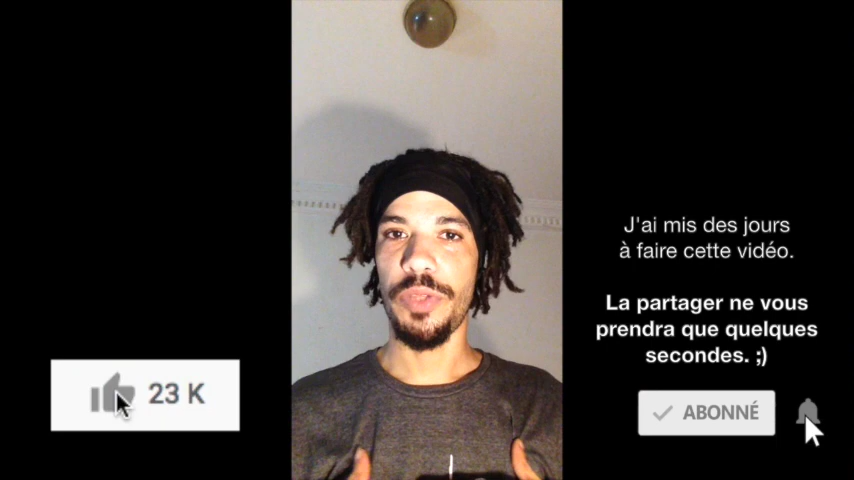 J'ai mis des jours
à faire cette vidéo.
La partager ne vous
prendra que quelques
secondes. ;)
23 K
ABONNÉ